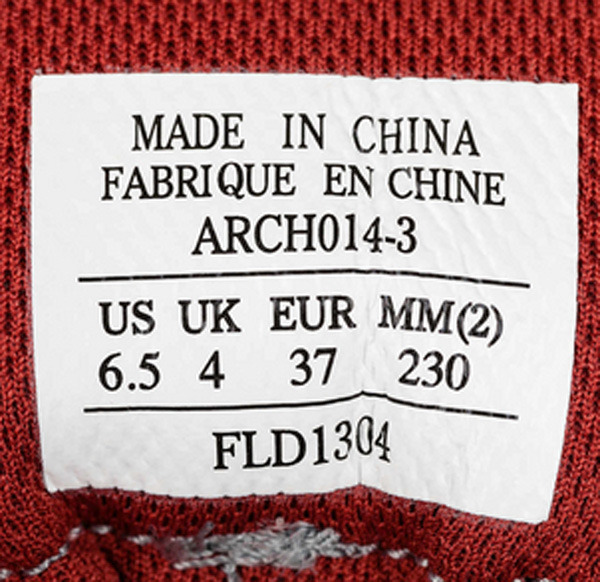 MADE IN CHINA
FABRIQUE EN CHINE
ARCH014-3
US UK EUR MM(2)
6.5 4 37 230
FLD1304